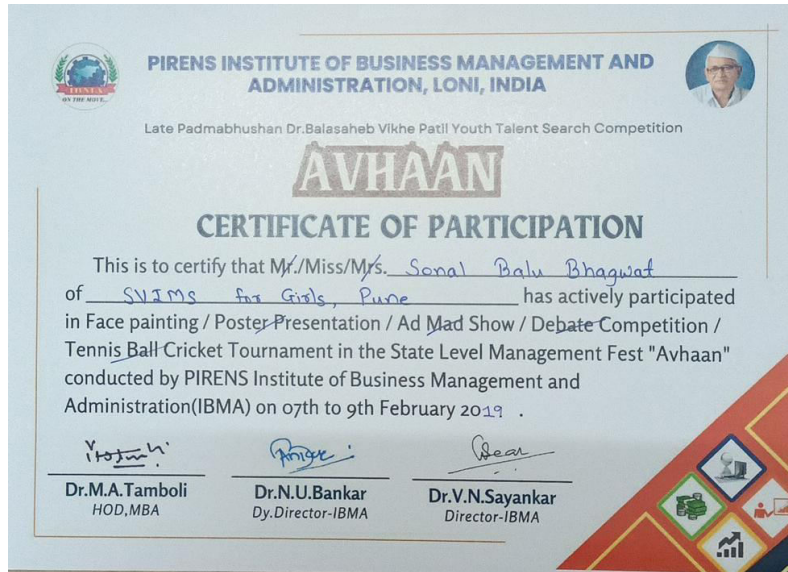 PIRENS INSTITUTE OF BUSINESS MANAGEMENT AND
ADMINISTRATION, LONI, INDIA
ON THE MOVE..
Late Padmabhushan Dr.Balasaheb Vikhe Patil Youth Talent Search Competition
AVHAAN
CERTIFICATE OF PARTICIPATION
This is to certify that Mr./Miss/Mrs. Sonal Balu Bhagwat
of SVIMS for Girls, Pune has actively participated
in Face painting / Poster Presentation / Ad Mad Show / Debate Competition /
Tennis Ball Cricket Tournament in the State Level Management Fest "Avhaan"
conducted by PIRENS Institute of Business Management and
Administration(IBMA) on 07th to 9th February 2019 .
Dr.M.A.Tamboli
HOD,MBA
Dr.N.U.Bankar
Dy.Director-IBMA
Dr.V.N.Sayankar
Director-IBMA